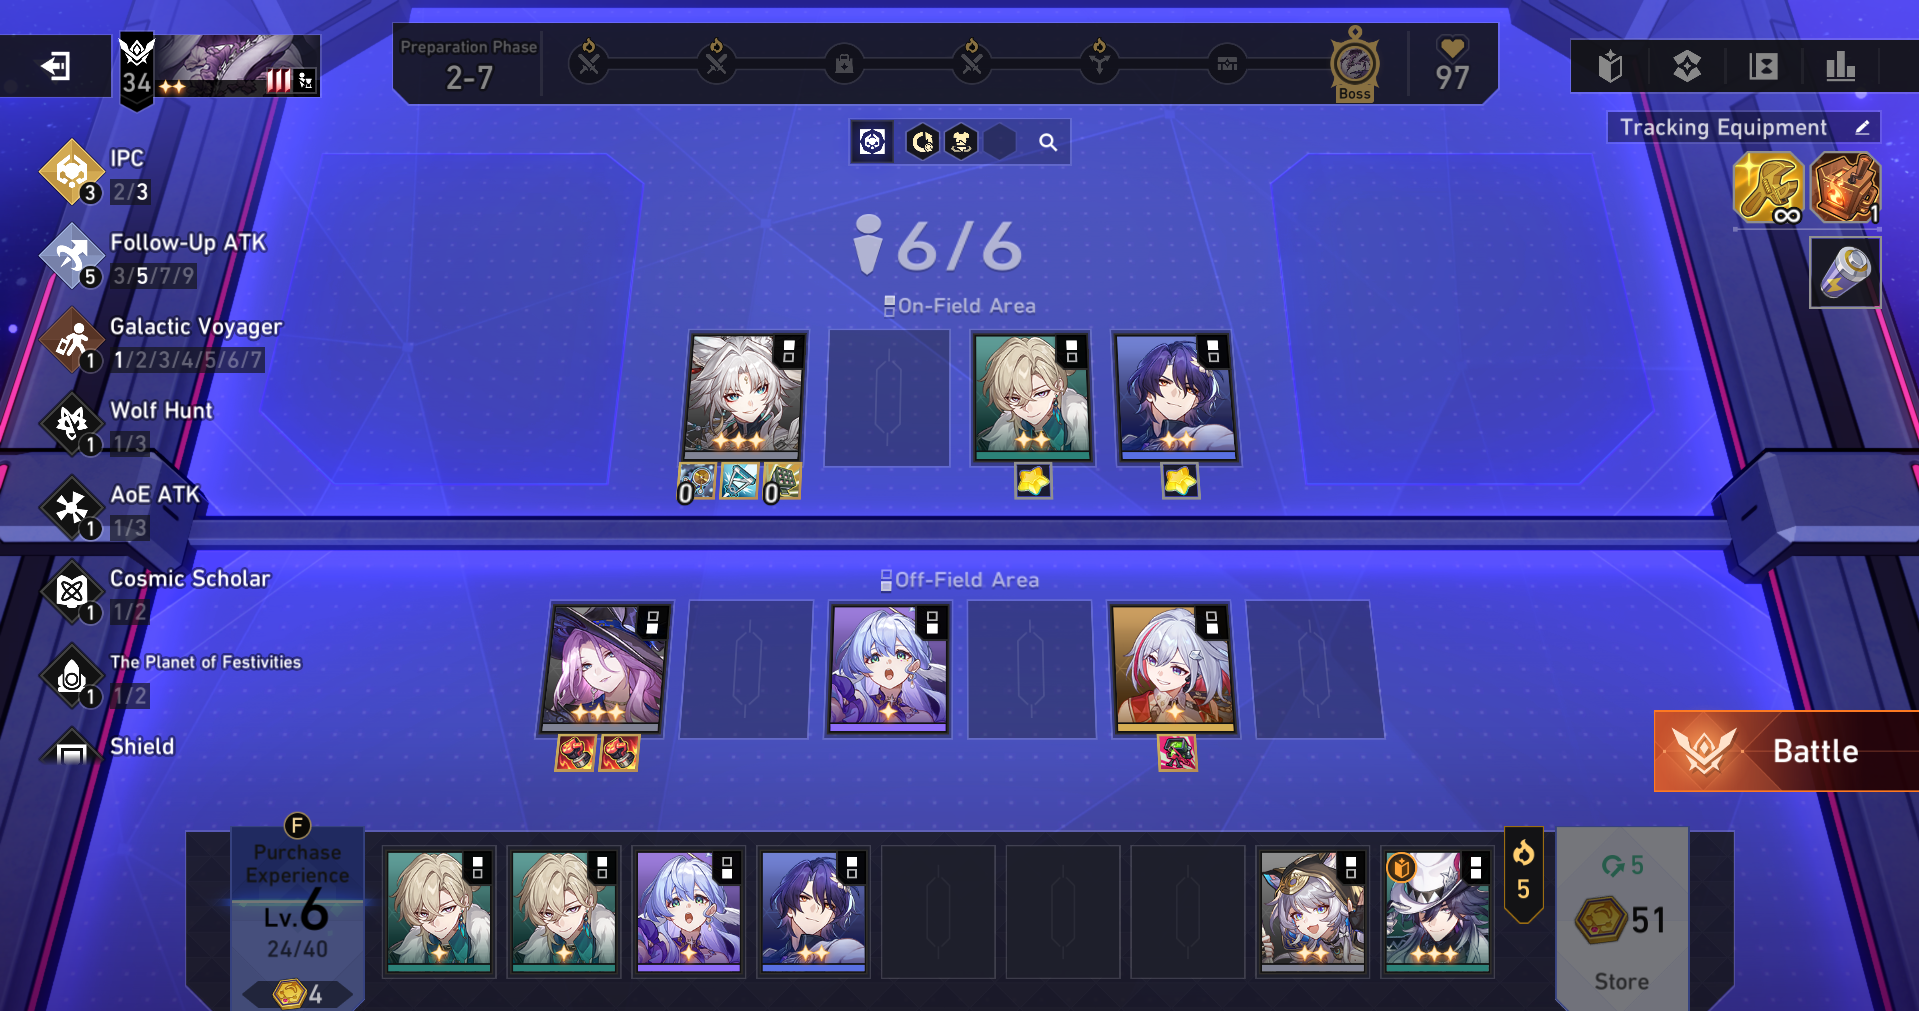 34
Preparation Phase
2-7
Boss
97
Tracking Equipment
∞
1
IPC
3
2/3
Follow-Up ATK
5
3/5/7/9
Galactic Voyager
1
1/2/3/4/5/6/7
Wolf Hunt
1
1/3
AoE ATK
1
1/3
Cosmic Scholar
1
1/2
The Planet of Festivities
1
1/2
Shield
6/6
On-Field Area
0
0
Off-Field Area
Battle
F
Purchase
Experience
Lv.6
24/40
4
5
5
51
Store